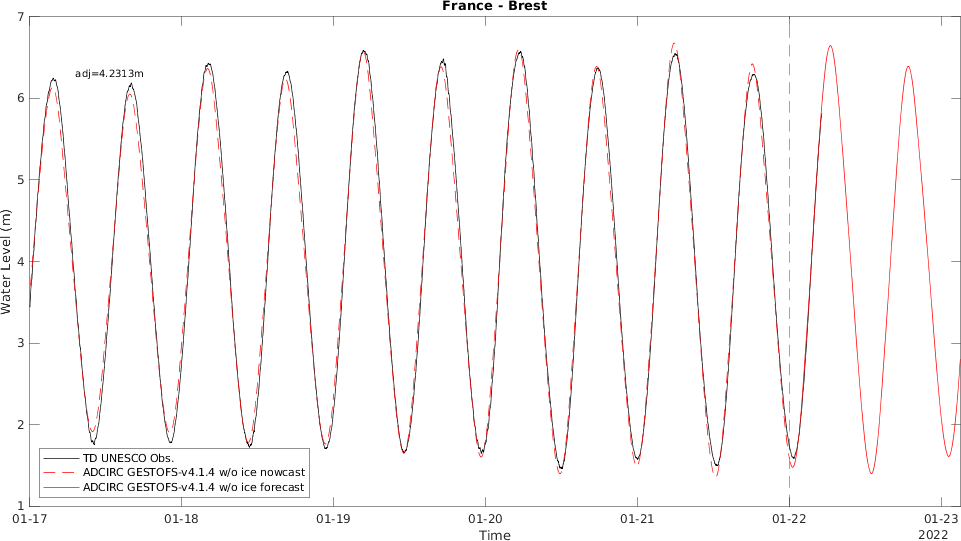 France - Brest
7
6
5
4
3
2
1
Water Level (m)
adj=4.2313m
TD UNESCO Obs.
ADCIRC GESTOFS-v4.1.4 w/o ice nowcast
ADCIRC GESTOFS-v4.1.4 w/o ice forecast
01-17 01-18 01-19 01-20 01-21 01-22 01-23
Time
2022